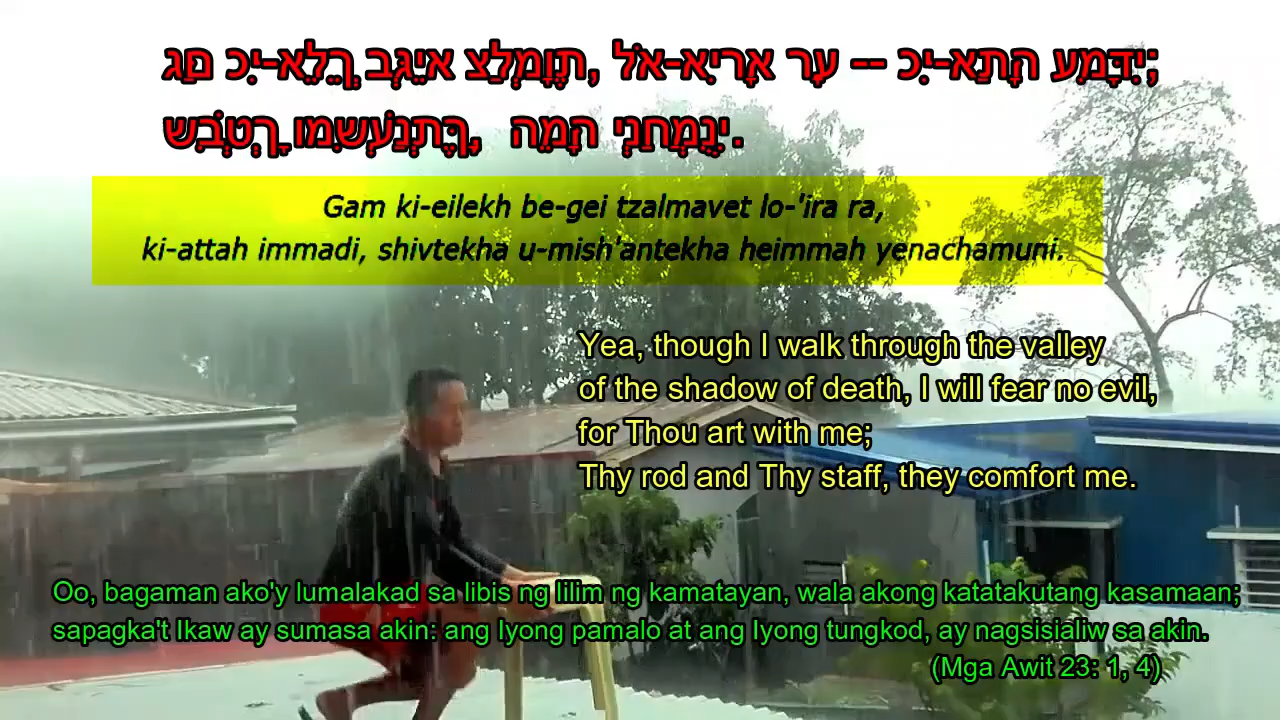 גַּם כִּי-אֵלֵךְ בְּגֵיא צַלְמָוֶת, לֹא-אִירָא רָע -- כִּי-אַתָּה עִמָּדִי;
שִׁבְטְךָ וּמִשְׁעַנְתֶּךָ, הֵמָּה יְנַחֲמֻנִי.
Gam ki-eilekh be-gei tzalmavet lo-'ira ra,
ki-attah immadi, shivtekha u-mish'antekha heimmah yenachamuni.
Yea, though I walk through the valley
of the shadow of death, I will fear no evil,
for Thou art with me;
Thy rod and Thy staff, they comfort me.
Oo, bagaman ako'y lumalakad sa libis ng lilim ng kamatayan, wala akong katatakutang kasamaan;
sapagka't Ikaw ay sumasa akin: ang Iyong pamalo at ang Iyong tungkod, ay nagsisialiw sa akin.
(Mga Awit 23: 1, 4)